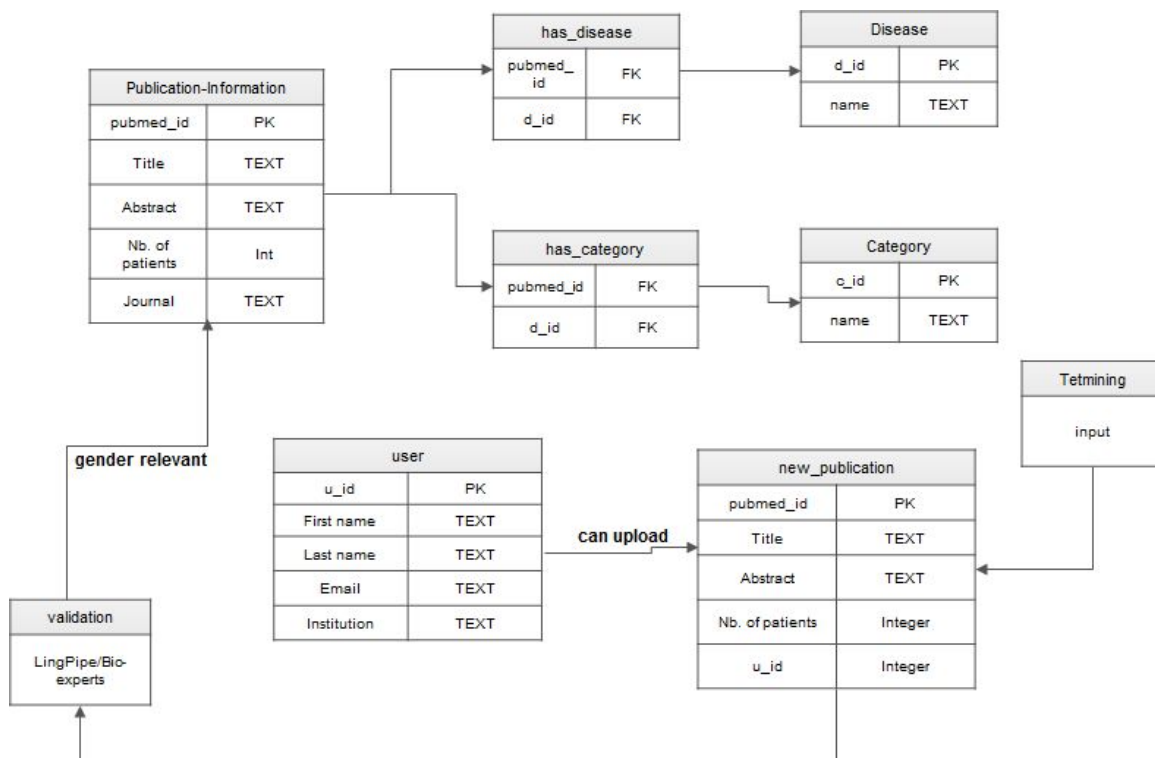 has_disease
pubmed_
id
FK
d_id
FK
Disease
d_id
PK
name
TEXT
Publication-Information
pubmed_id
PK
Title
TEXT
Abstract
TEXT
Nb. of
patients
Int
Journal
TEXT
has_category
pubmed_id
FK
d_id
FK
Category
c_id
PK
name
TEXT
Tetmining
input
gender relevant
user
u_id
PK
First name
TEXT
Last name
TEXT
Email
TEXT
Institution
TEXT
can upload
new_publication
pubmed_id
PK
Title
TEXT
Abstract
TEXT
Nb. of patients
Integer
u_id
Integer
validation
LingPipe/Bio-
experts